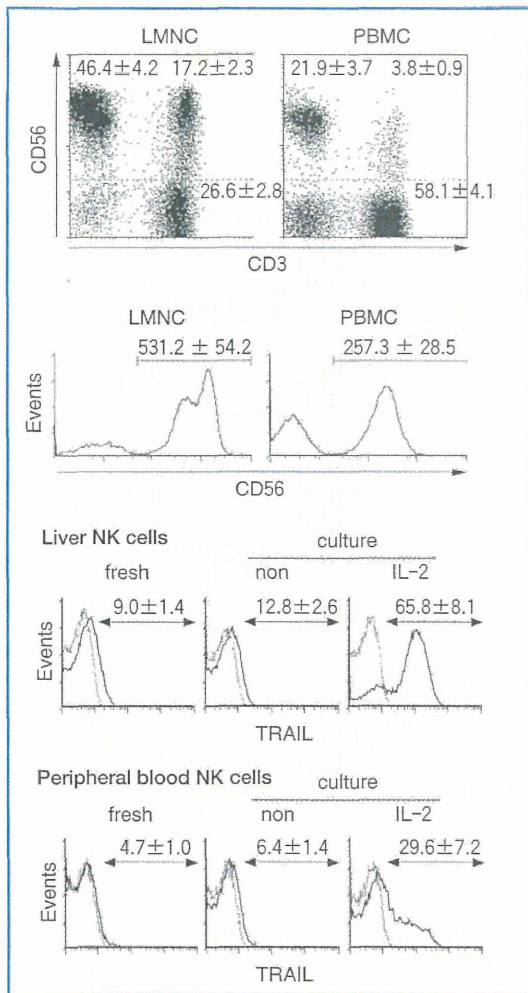 LMNC PBMC
46.4±4.2 17.2±2.3 21.9±3.7 3.8±0.9
CD56
26.6±2.8 58.1±4.1
CD3
LMNC PBMC
531.2 ± 54.2 257.3 ± 28.5
Events
CD56
Liver NK cells culture
fresh non IL-2
9.0±1.4 12.8±2.6 65.8±8.1
Events
TRAIL
Peripheral blood NK cells culture
fresh non IL-2
4.7±1.0 6.4±1.4 29.6±7.2
Events
TRAIL